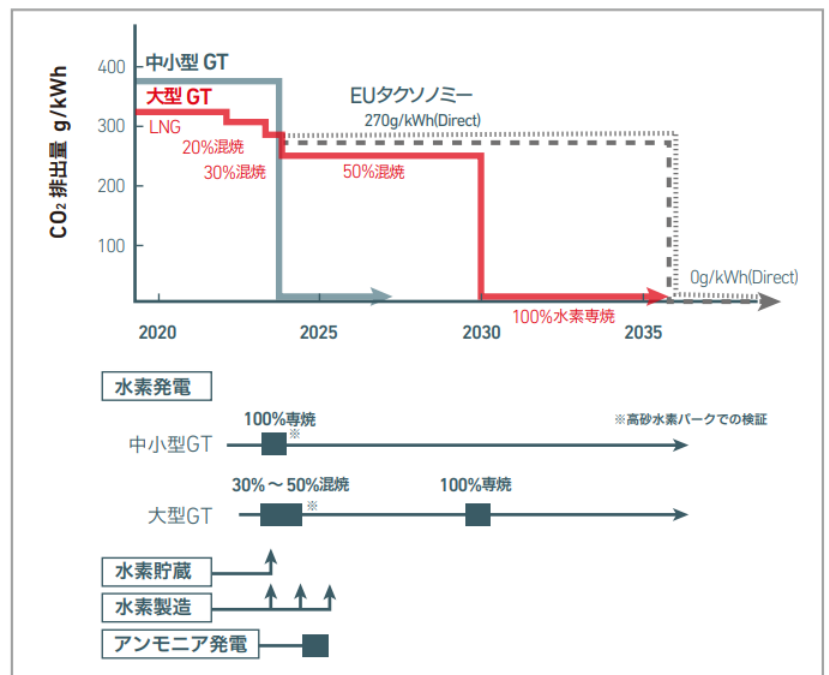 CO₂ 排出量 g/kWh
400
300
200
100
中小型 GT
大型 GT
LNG
20%混焼
30%混焼
EUタクソノミー
270g/kWh(Direct)
50%混焼
0g/kWh(Direct)
100%水素専焼
2020
2025
2030
2035
水素発電
100%専焼
※
※高砂水素パークでの検証
中小型GT
30%～50%混焼
※
100%専焼
大型GT
水素貯蔵
水素製造
アンモニア発電